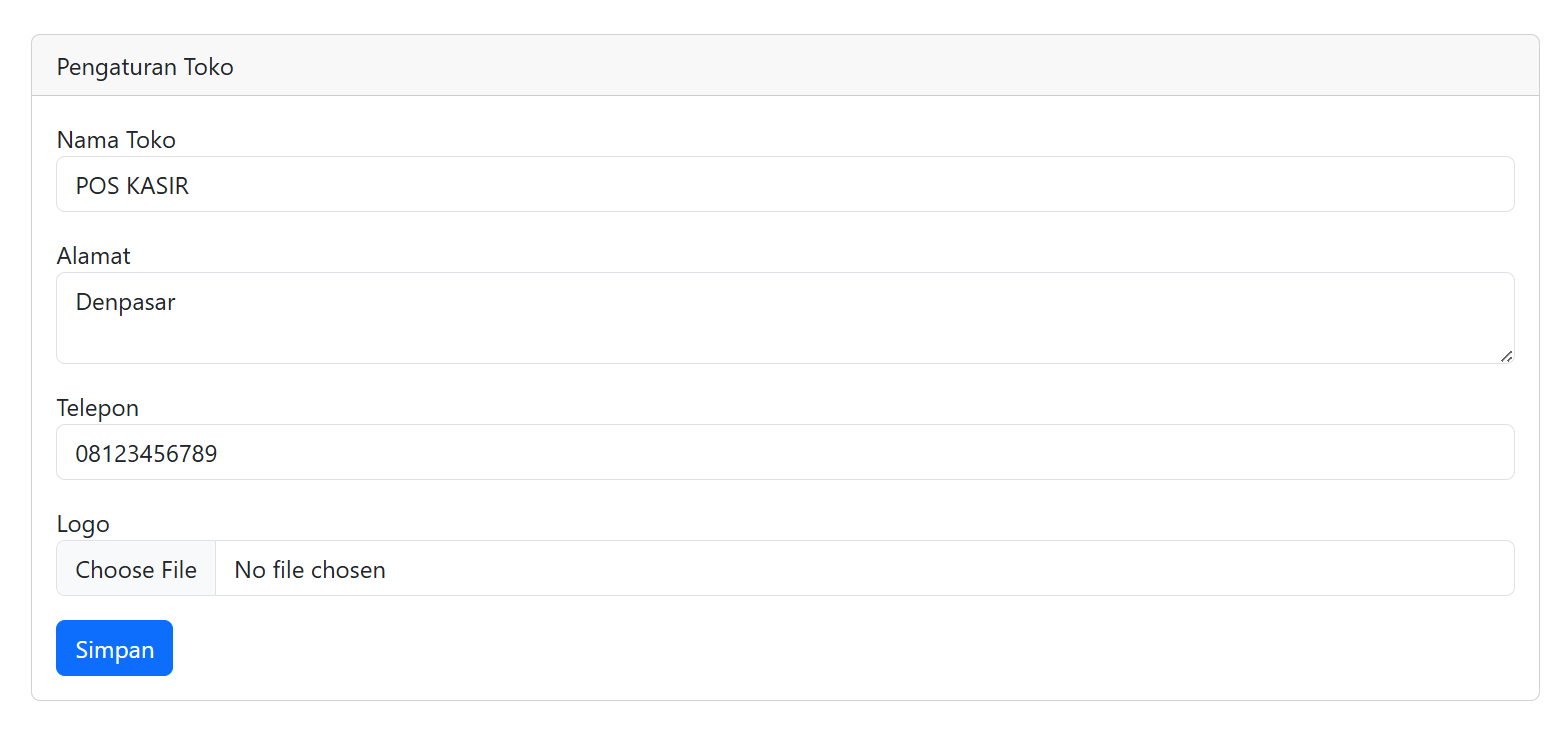 Pengaturan Toko
Nama Toko
POS KASIR
Alamat
Denpasar
Telepon
08123456789
Logo
Choose File No file chosen
Simpan